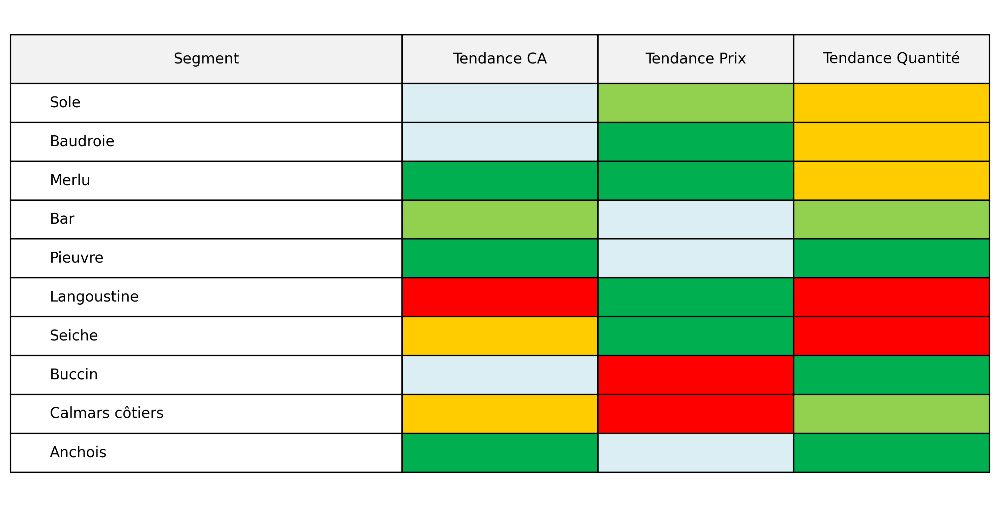 Segment Tendance CA Tendance Prix Tendance Quantité
Sole
Baudroie
Merlu
Bar
Pieuvre
Langoustine
Seiche
Buccin
Calmars côtiers
Anchois